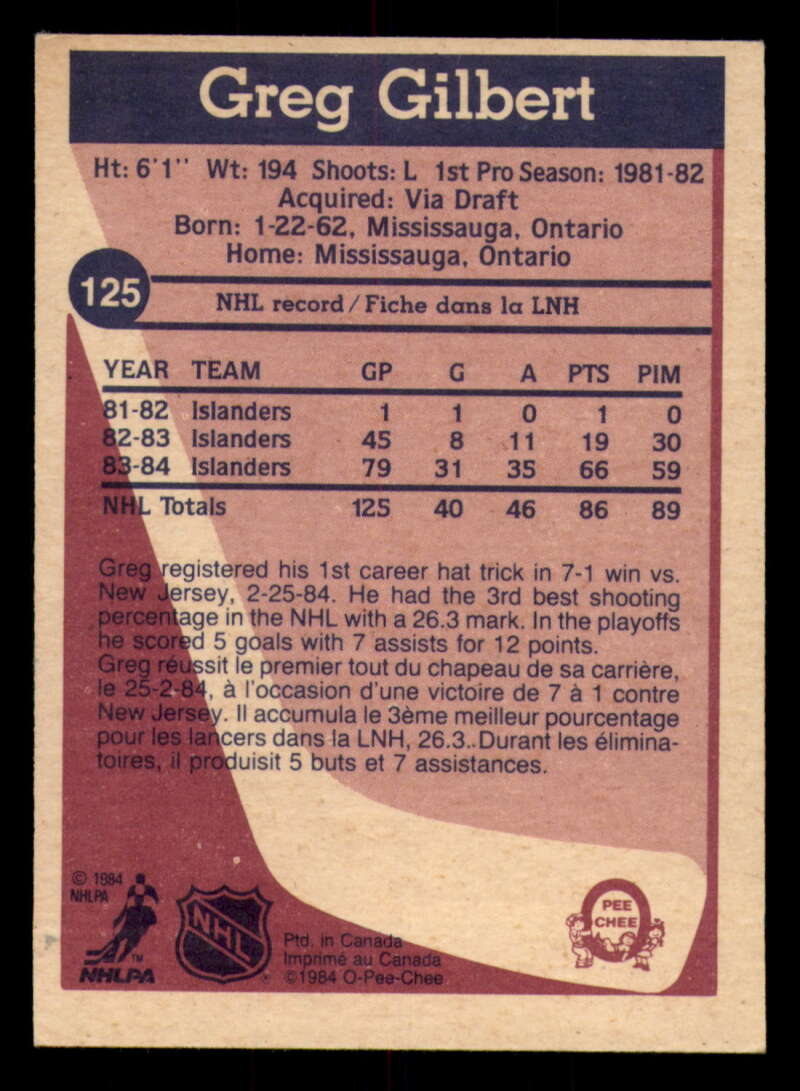 Greg Gilbert
Ht: 6'1" Wt: 194 Shoots: L 1st Pro Season: 1981-82
Acquired: Via Draft
Born: 1-22-62, Mississauga, Ontario
Home: Mississauga, Ontario
125
NHL record/Fiche dans la LNH
YEAR TEAM GP G A PTS PIM
81-82 Islanders 1 1 0 1 0
82-83 Islanders 45 8 11 19 30
83-84 Islanders 79 31 35 66 59
NHL Totals 125 40 46 86 89
Greg registered his 1st career hat trick in 7-1 win vs.
New Jersey, 2-25-84. He had the 3rd best shooting
percentage in the NHL with a 26.3 mark. In the playoffs
he scored 5 goals with 7 assists for 12 points.
Greg réussit le premier tout du chapeau de sa carrière,
le 25-2-84, à l'occasion d'une victoire de 7 à 1 contre
New Jersey. Il accumula le 3ème meilleur pourcentage
pour les lancers dans la LNH, 26.3. Durant les élimina-
toires, il produisit 5 buts et 7 assistances.
© 1984
NHLPA
TM
NHLPA
NHL
Ptd. in Canada
Imprimé au Canada
©1984 O-Pee-Chee
PEE
CHEE